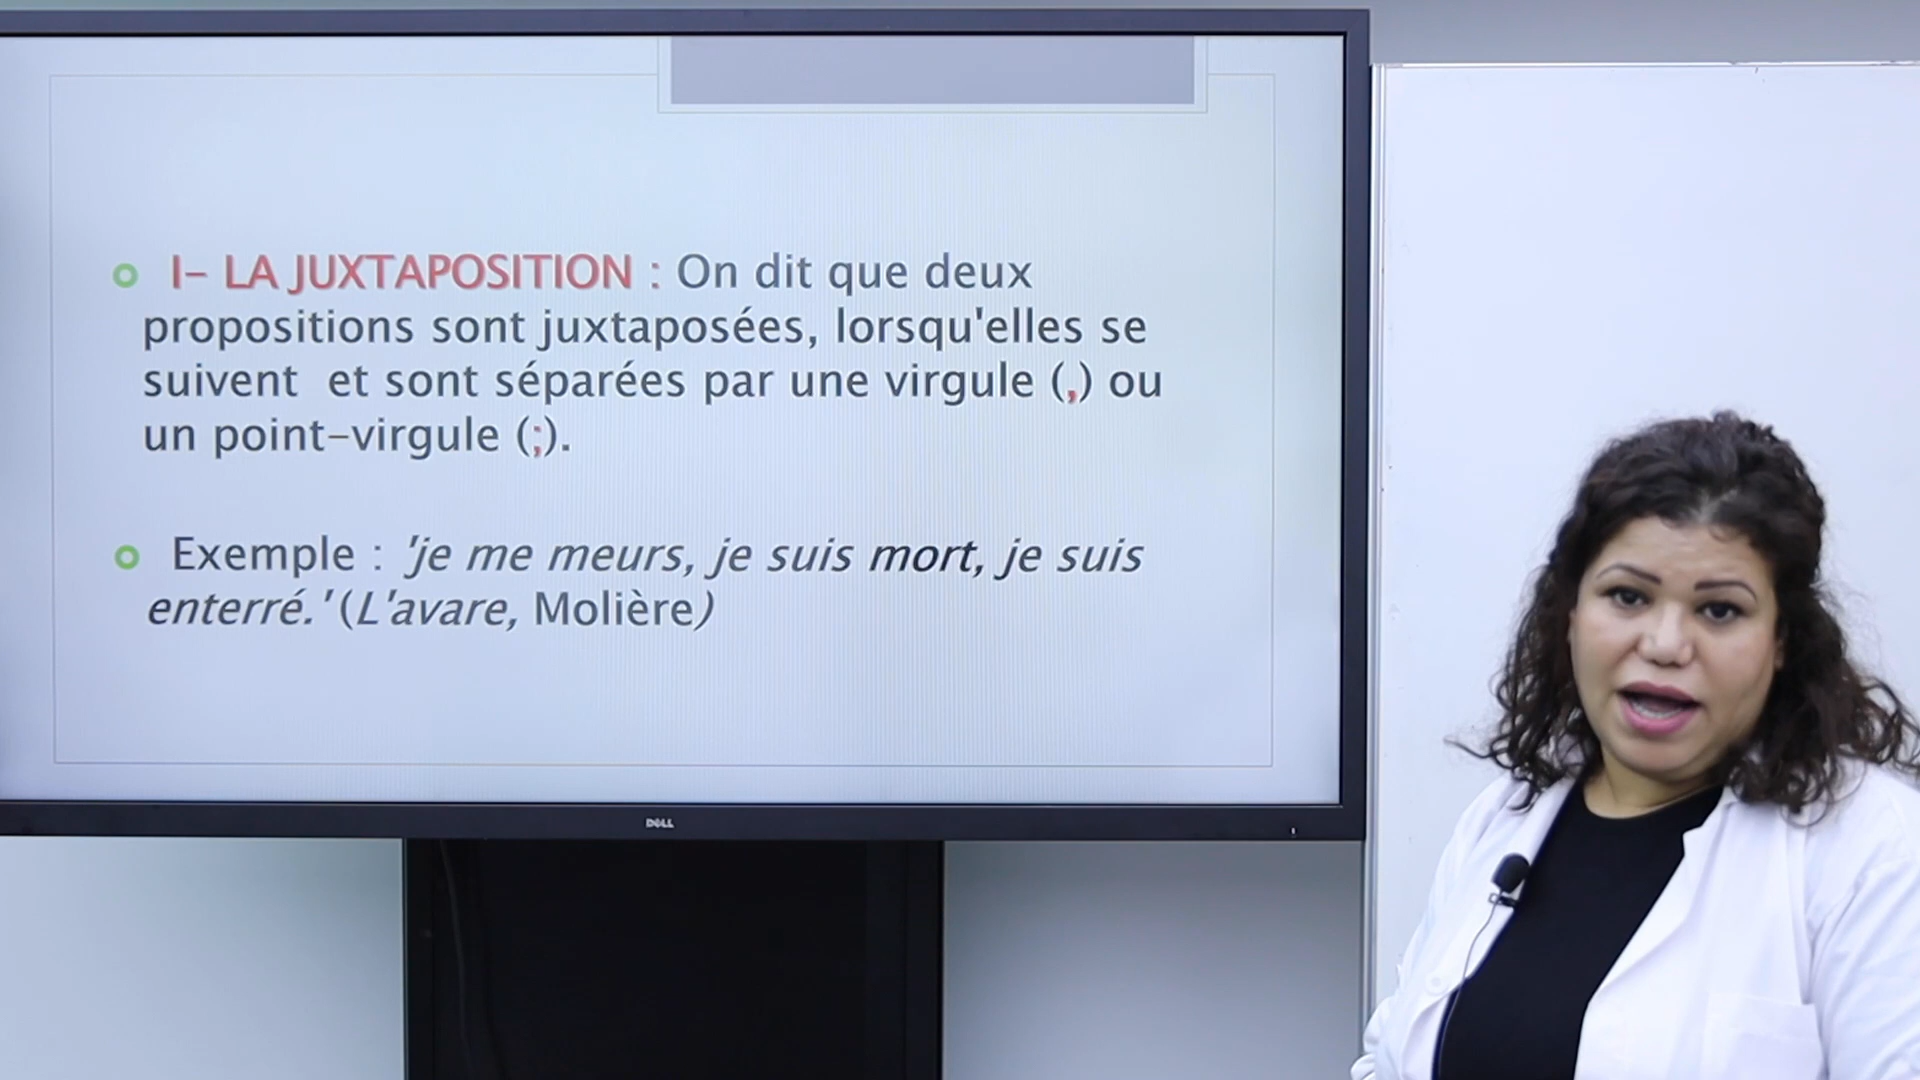 I- LA JUXTAPOSITION : On dit que deux
propositions sont juxtaposées, lorsqu'elles se
suivent et sont séparées par une virgule (,) ou
un point-virgule (;).
Exemple : 'je me meurs, je suis mort, je suis
enterré.' (L'avare, Molière)
DELL